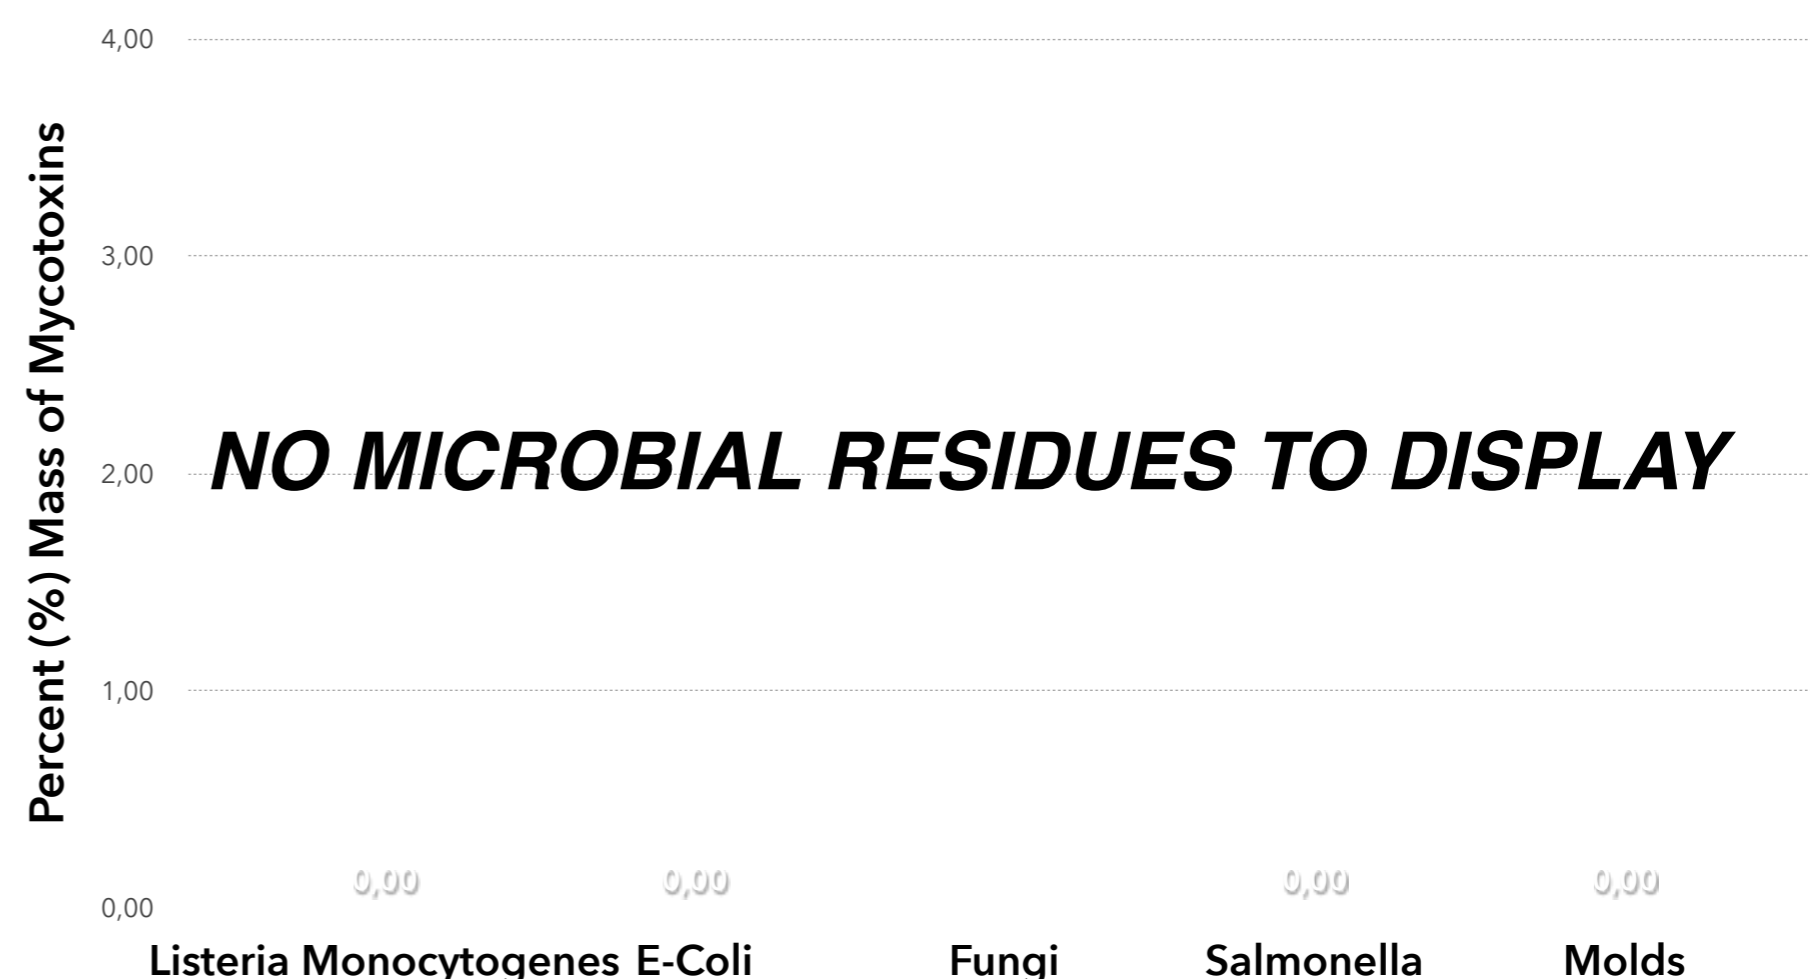 4,00
Percent (%) Mass of Mycotoxins
3,00
NO MICROBIAL RESIDUES TO DISPLAY
2,00
1,00
0,00 0,00 0,00 0,00
0,00
Listeria Monocytogenes E-Coli Fungi Salmonella Molds